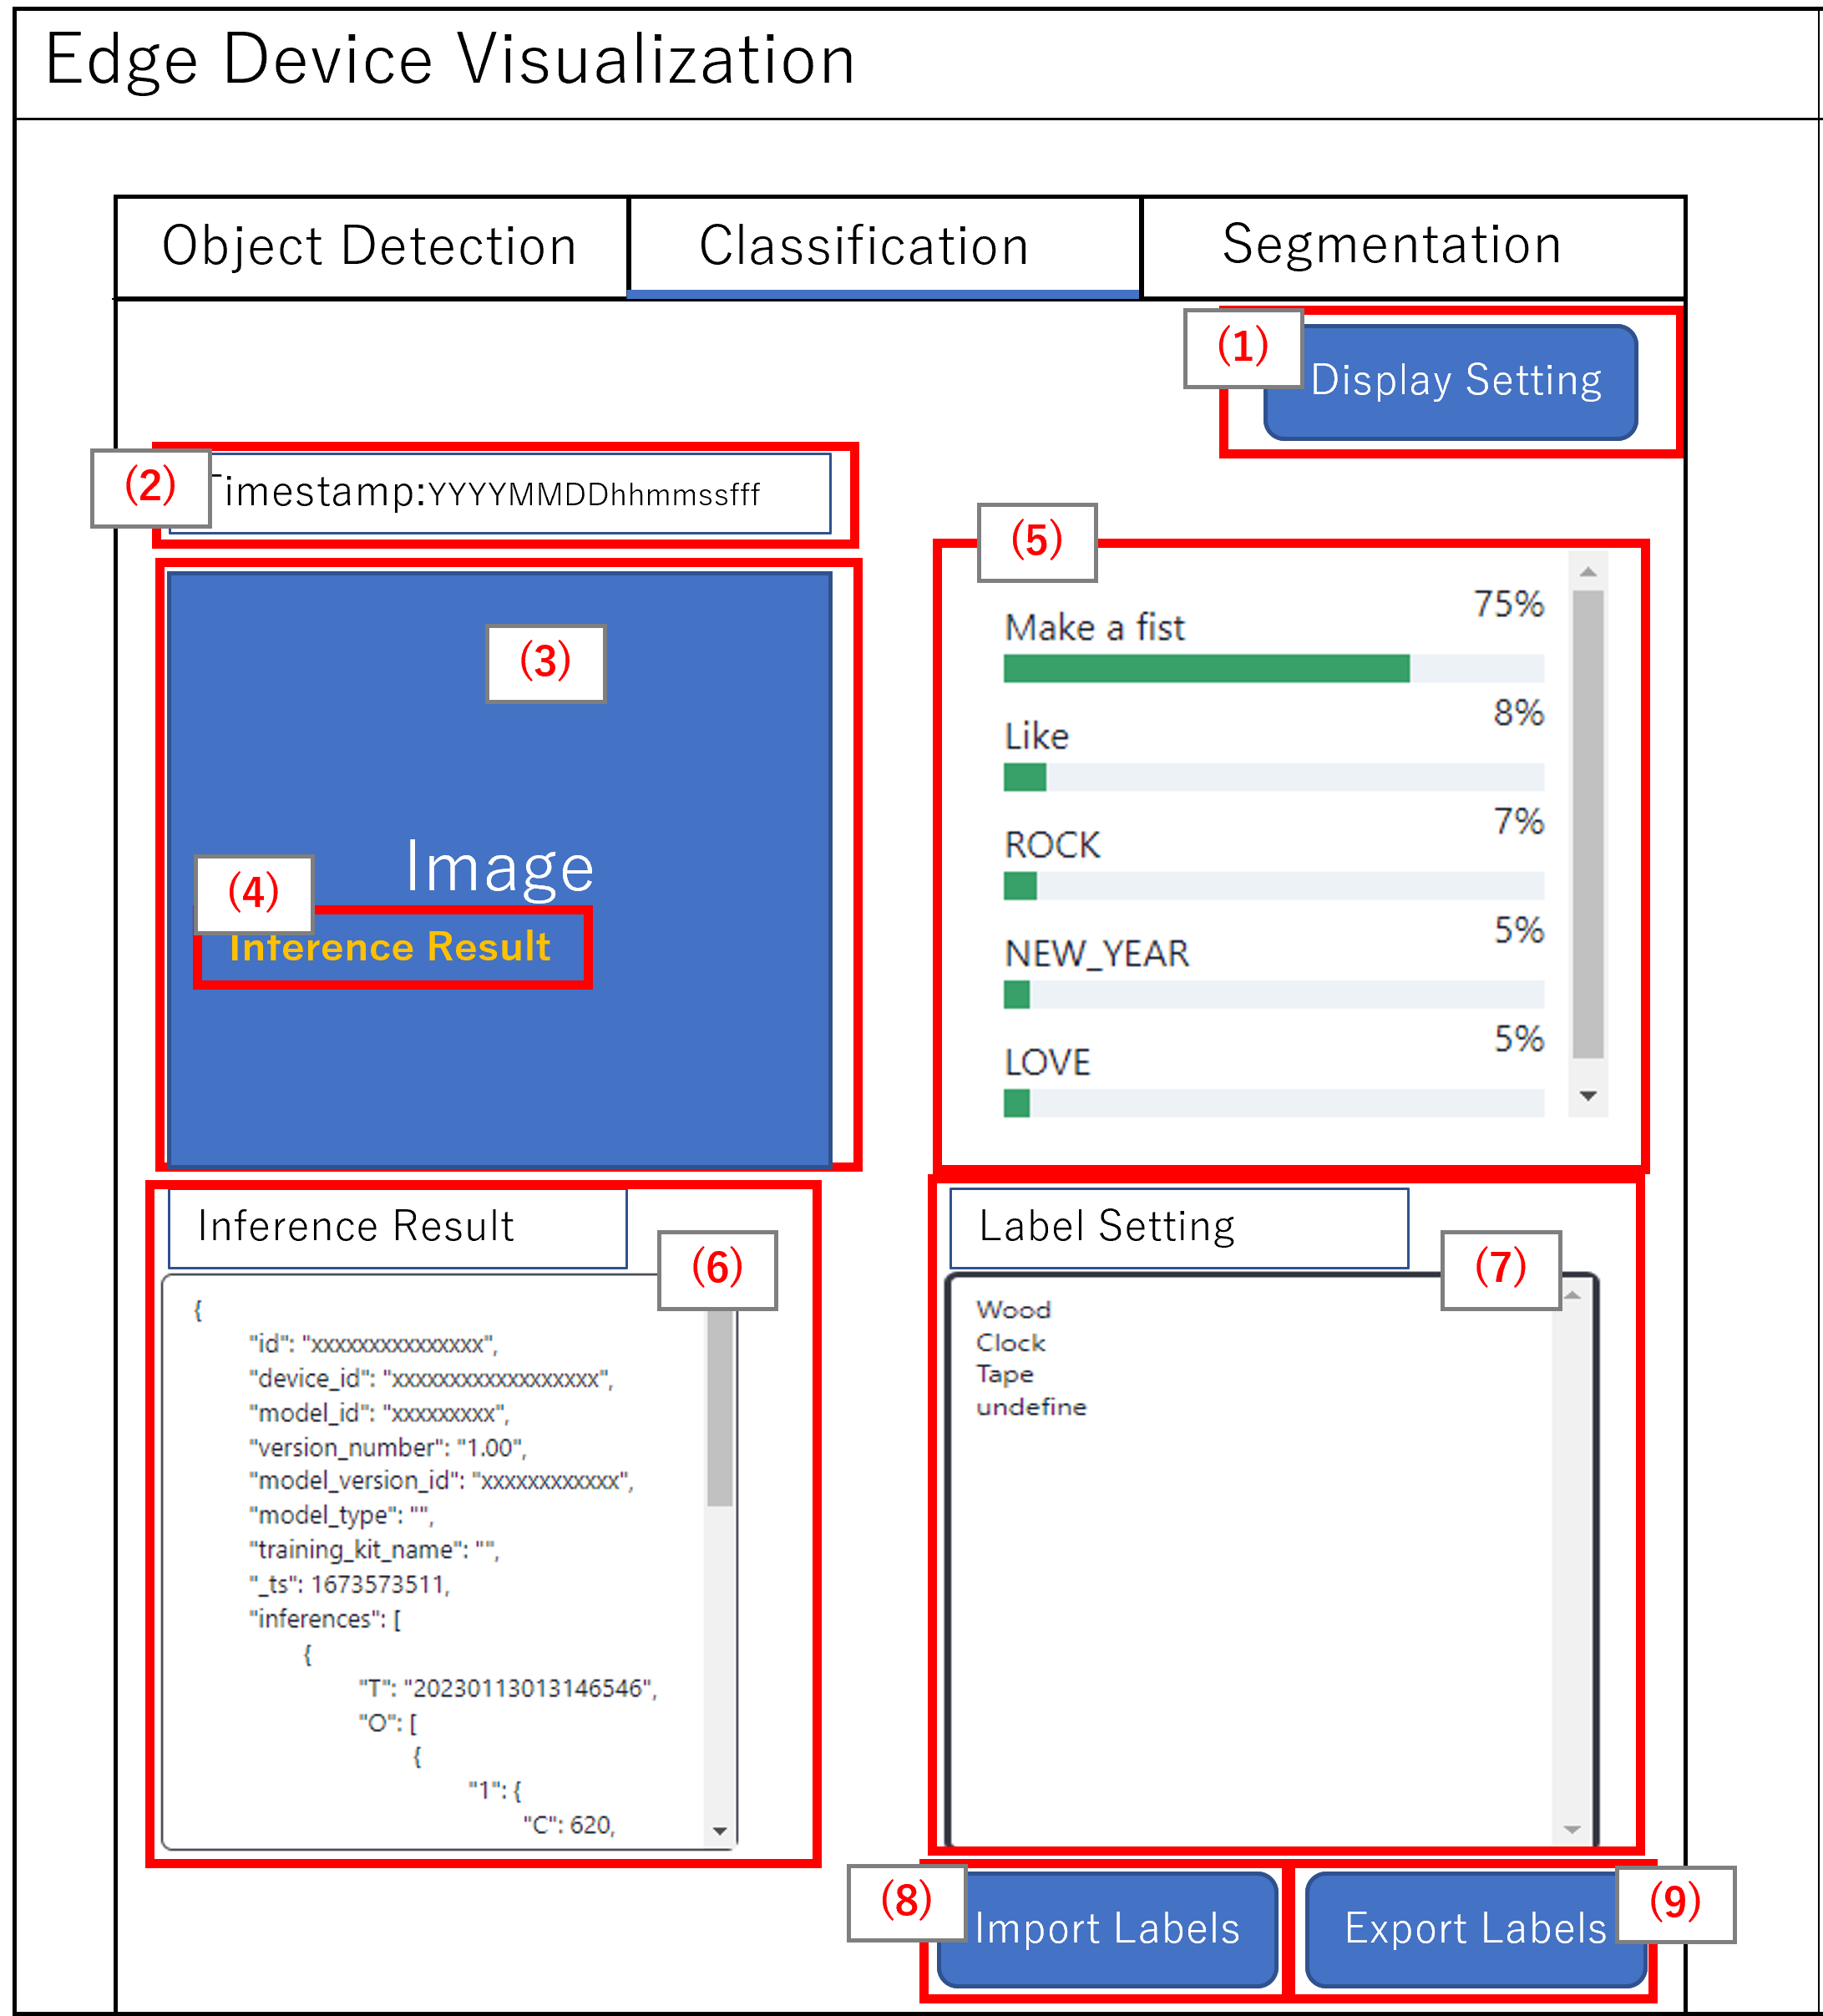 Edge Device Visualization
Object Detection
Classification
Segmentation
(1)
Display Setting
(2)
Timestamp:YYYYMMDDhhmmssfff
(3)
Image
(4)
Inference Result
(5)
75%
Make a fist
8%
Like
7%
ROCK
5%
NEW_YEAR
5%
LOVE
Inference Result
(6)
{
"id": "xxxxxxxxxxxxxxx",
"device_id": "xxxxxxxxxxxxxxxxxx",
"model_id": "xxxxxxxxx",
"version_number": "1.00",
"model_version_id": "xxxxxxxxxxxx",
"model_type": "",
"training_kit_name": "",
"_ts": 1673573511,
"inferences": [
{
"T": "20230113013146546",
"O": [
{
"1": {
"C": 620,
Label Setting
(7)
Wood
Clock
Tape
undefine
(8)
Import Labels
Export Labels
(9)